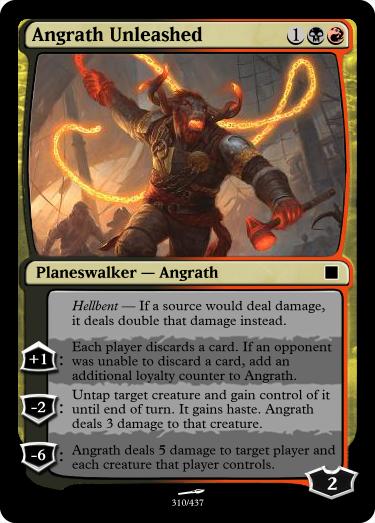 Angrath Unleashed 1
Planeswalker — Angrath
Hellbent — If a source would deal damage,
it deals double that damage instead.
+1: Each player discards a card. If an opponent
was unable to discard a card, add an
additional loyalty counter to Angrath.
-2: Untap target creature and gain control of it
until end of turn. It gains haste. Angrath
deals 3 damage to that creature.
-6: Angrath deals 5 damage to target player and
each creature that player controls.
2
310/437